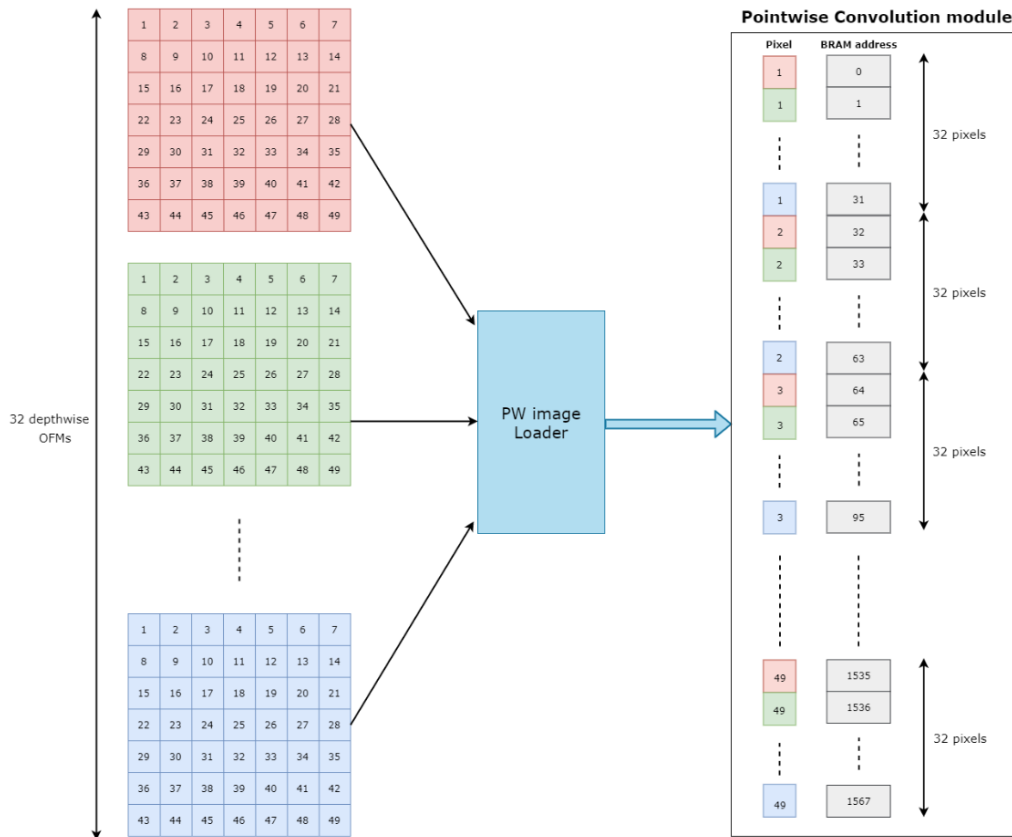 Pointwise Convolution module
1 2 3 4 5 6 7
8 9 10 11 12 13 14
15 16 17 18 19 20 21
22 23 24 25 26 27 28
29 30 31 32 33 34 35
36 37 38 39 40 41 42
43 44 45 46 47 48 49
1 2 3 4 5 6 7
8 9 10 11 12 13 14
15 16 17 18 19 20 21
22 23 24 25 26 27 28
29 30 31 32 33 34 35
36 37 38 39 40 41 42
43 44 45 46 47 48 49
1 2 3 4 5 6 7
8 9 10 11 12 13 14
15 16 17 18 19 20 21
22 23 24 25 26 27 28
29 30 31 32 33 34 35
36 37 38 39 40 41 42
43 44 45 46 47 48 49
32 depthwise
OFMs
PW image
Loader
Pixel BRAM address
1 0
1 1
32 pixels
1 31
2 32
2 33
32 pixels
2 63
3 64
3 65
32 pixels
3 95
49 1535
49 1536
32 pixels
49 1567